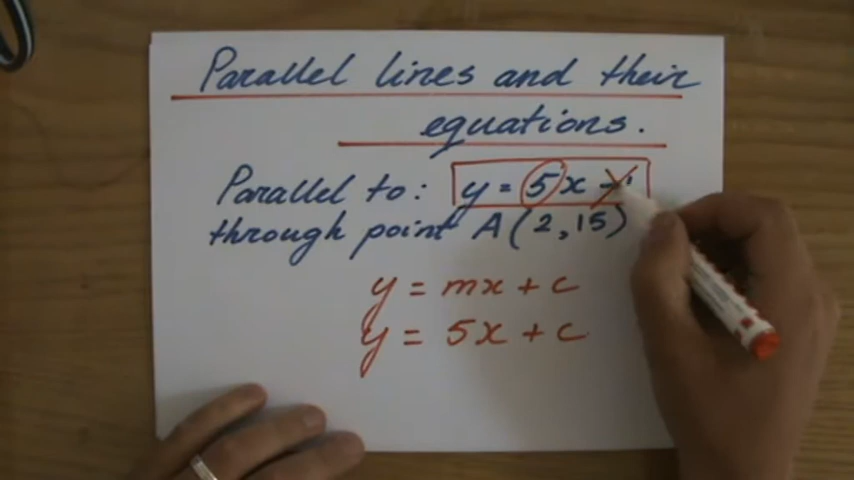 Parallel lines and their
equations.
Parallel to: y = 5x
through point A (2, 15)
y = mx + c
y = 5x + c